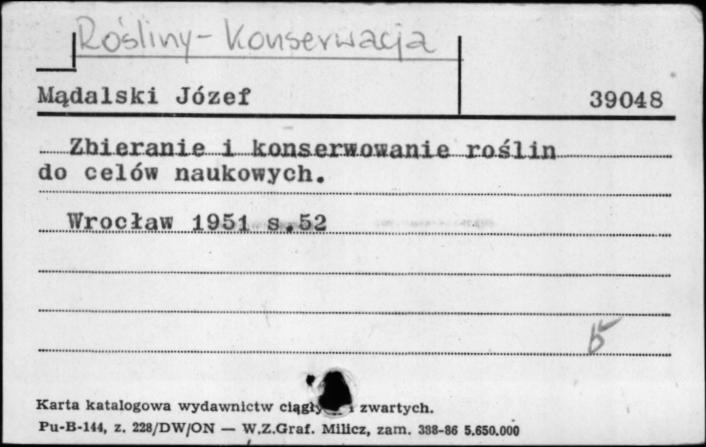 Rośliny - Konserwacja
Mądalski Józef 39048
Zbieranie i konserwowanie roślin
do celów naukowych.
Wrocław 1951 s.52
Karta katalogowa wydawnictw i zwartych.
Pu-B-144, z. 228/DW/ON — W.Z.Graf. Milicz, zam. 388-86 5.650.000